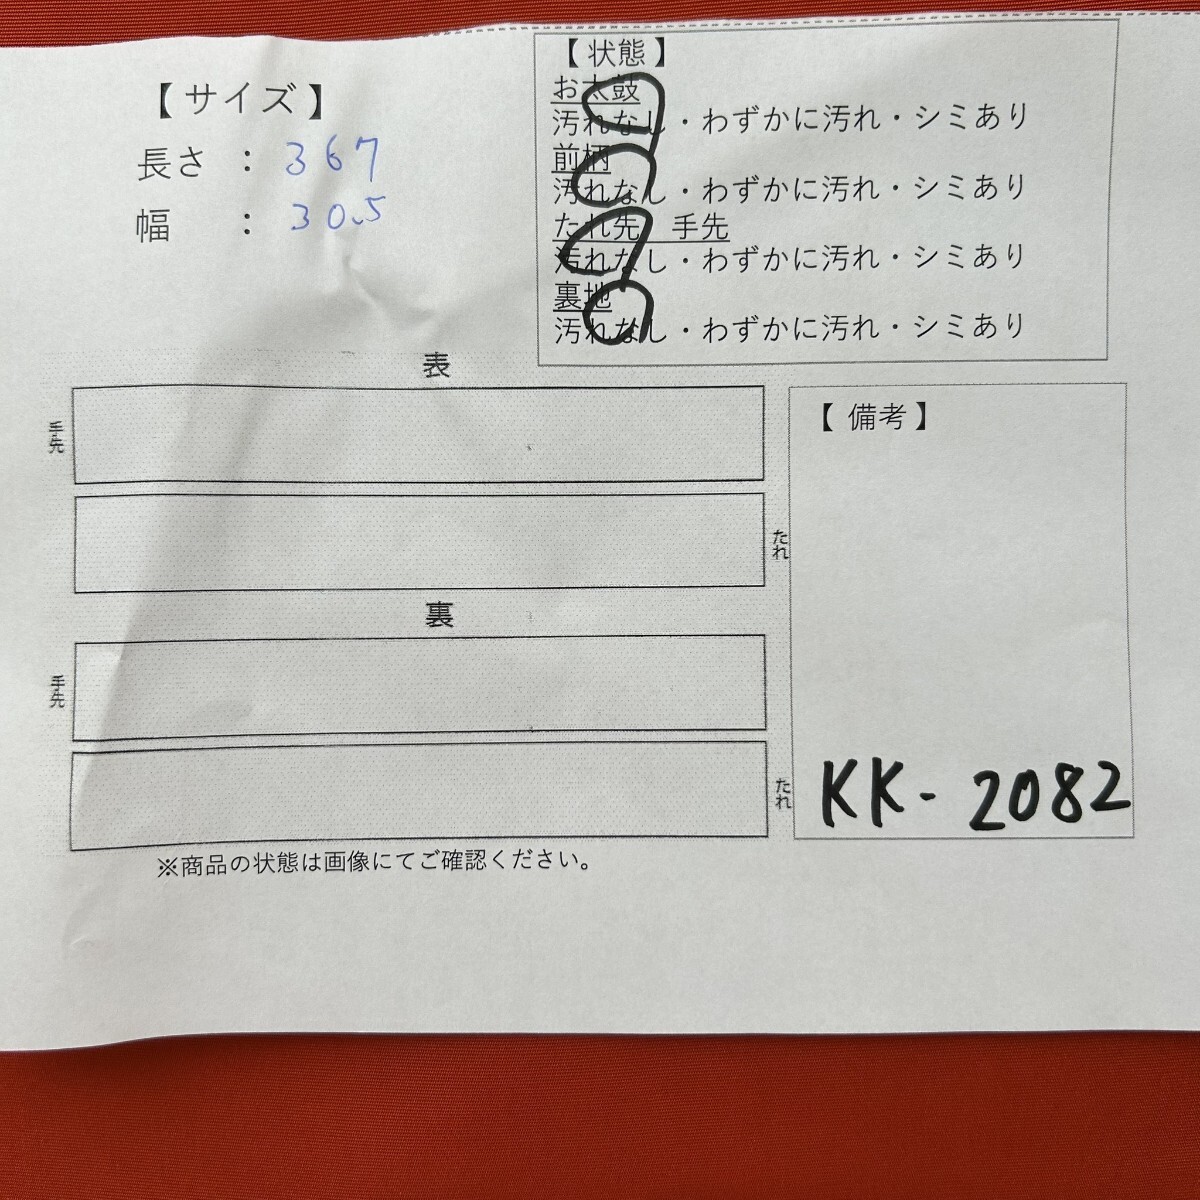 【 サイズ 】
長さ ： 367
幅 ： 30.5
【 状態 】
お太鼓
汚れなし・わずかに汚れ・シミあり
前柄
汚れなし・わずかに汚れ・シミあり
たれ先 手先
汚れなし・わずかに汚れ・シミあり
裏地
汚れなし・わずかに汚れ・シミあり
表
手先
たれ
裏
手先
たれ
【 備考 】
KK-2082
※商品の状態は画像にてご確認ください。